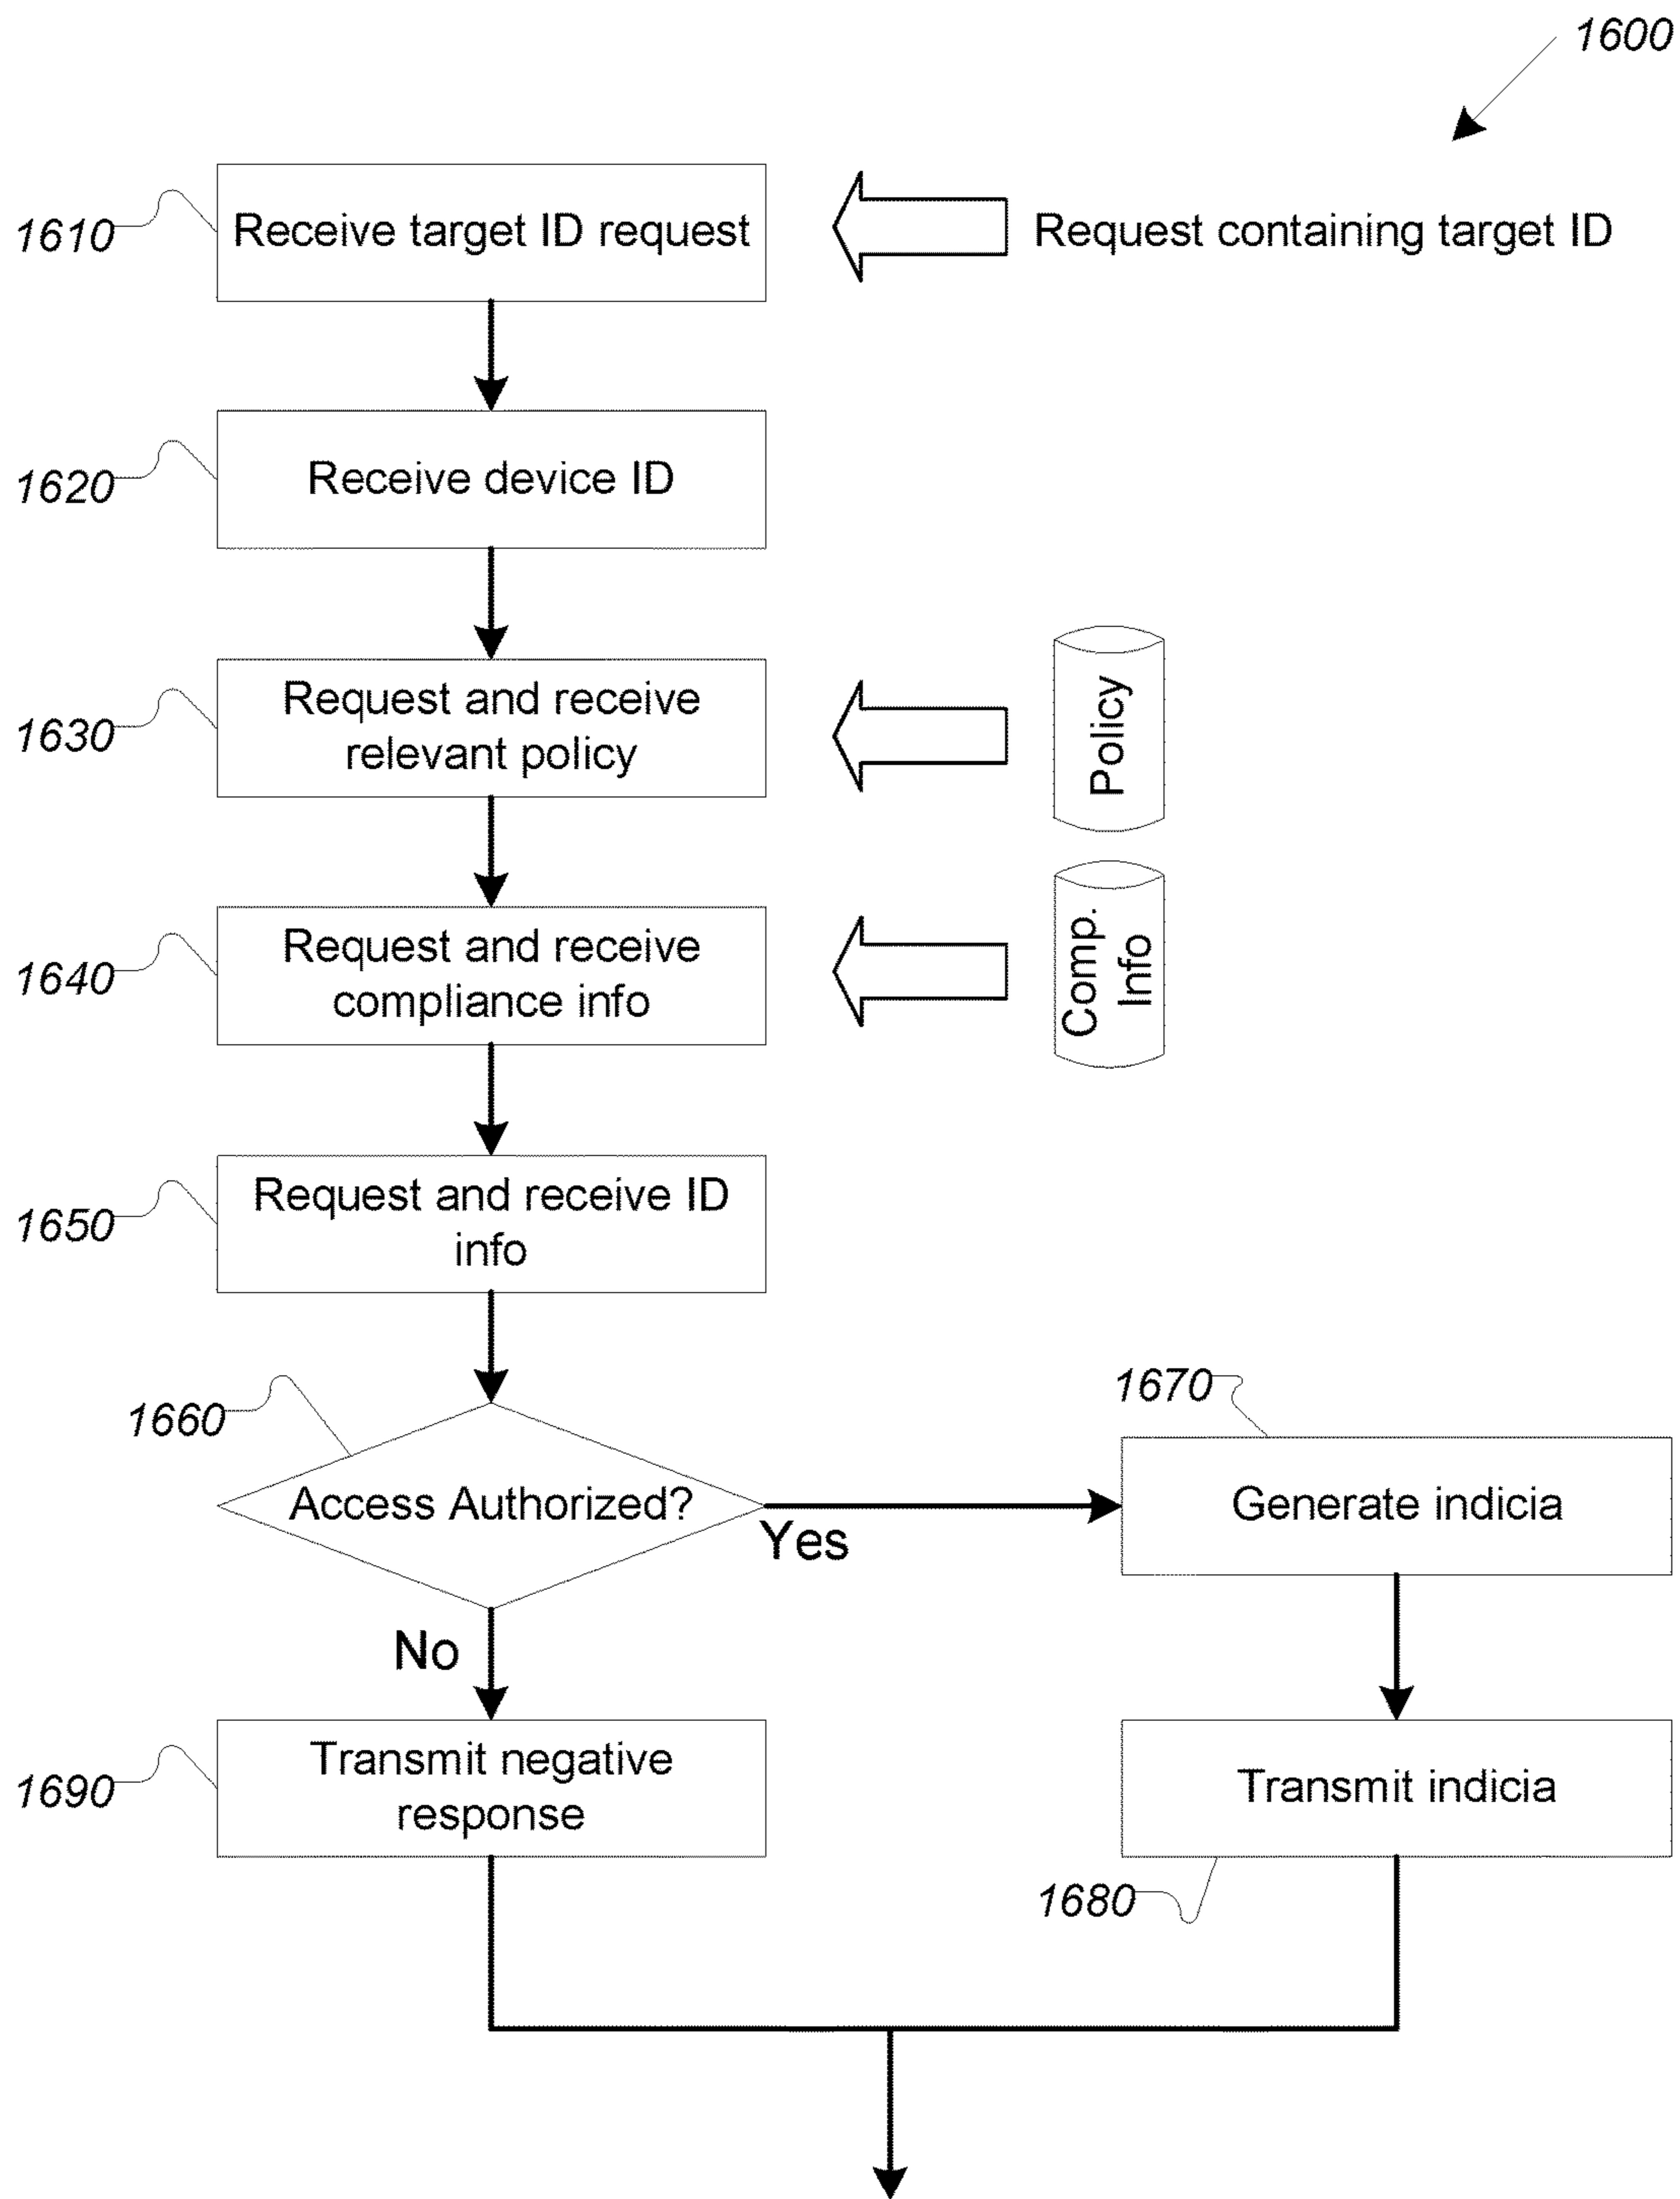 1600
1610
Receive target ID request
Request containing target ID
1620
Receive device ID
1630
Request and receive
relevant policy
Policy
1640
Request and receive
compliance info
Comp.
Info
1650
Request and receive ID
info
1660
Access Authorized?
Yes
1670
Generate indicia
No
1690
Transmit negative
response
Transmit indicia
1680